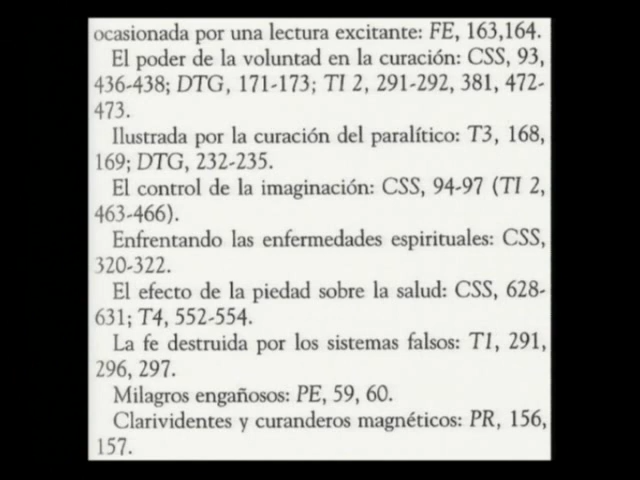 ocasionada por una lectura excitante: FE, 163,164.
El poder de la voluntad en la curación: CSS, 93,
436-438; DTG, 171-173; TI 2, 291-292, 381, 472-
473.
Ilustrada por la curación del paralítico: T3, 168,
169; DTG, 232-235.
El control de la imaginación: CSS, 94-97 (TI 2,
463-466).
Enfrentando las enfermedades espirituales: CSS,
320-322.
El efecto de la piedad sobre la salud: CSS, 628-
631; T4, 552-554.
La fe destruida por los sistemas falsos: T1, 291,
296, 297.
Milagros engañosos: PE, 59, 60.
Clarividentes y curanderos magnéticos: PR, 156,
157.